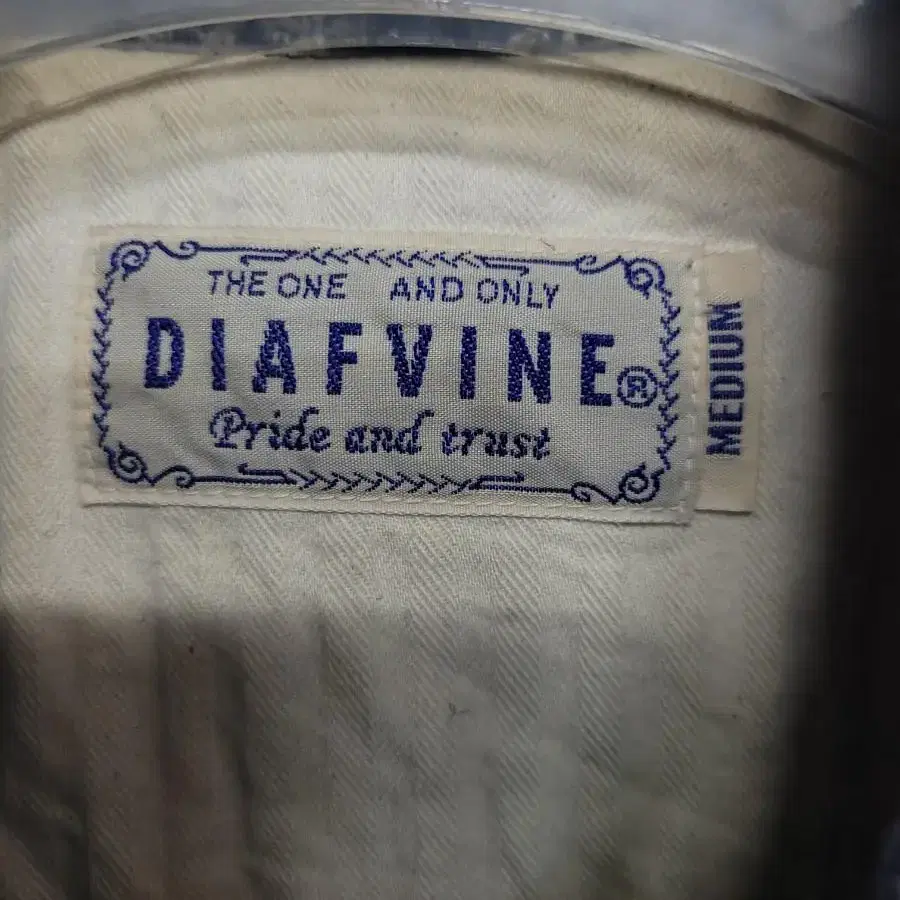 THE ONE AND ONLY
DIAFVINE®
Pride and trust
MEDIUM